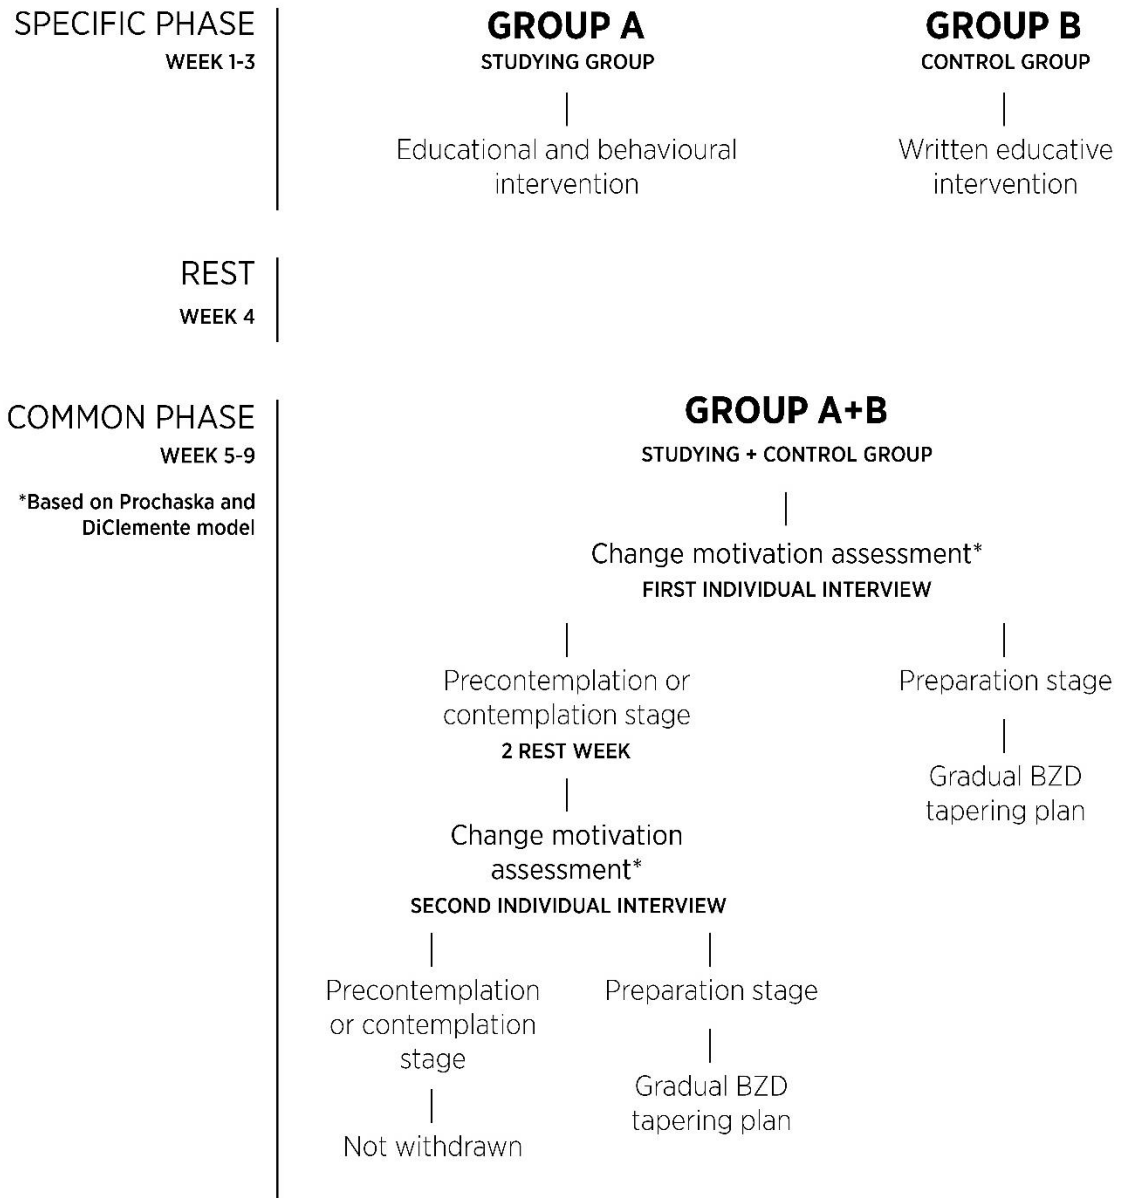 SPECIFIC PHASE
WEEK 1-3
GROUP A
STUDYING GROUP
Educational and behavioural
intervention
GROUP B
CONTROL GROUP
Written educative
intervention
REST
WEEK 4
COMMON PHASE
WEEK 5-9
*Based on Prochaska and
DiClemente model
GROUP A+B
STUDYING + CONTROL GROUP
Change motivation assessment*
FIRST INDIVIDUAL INTERVIEW
Precontemplation or
contemplation stage
2 REST WEEK
Preparation stage
Gradual BZD
tapering plan
Change motivation
assessment*
SECOND INDIVIDUAL INTERVIEW
Precontemplation
or contemplation
stage
Not withdrawn
Preparation stage
Gradual BZD
tapering plan